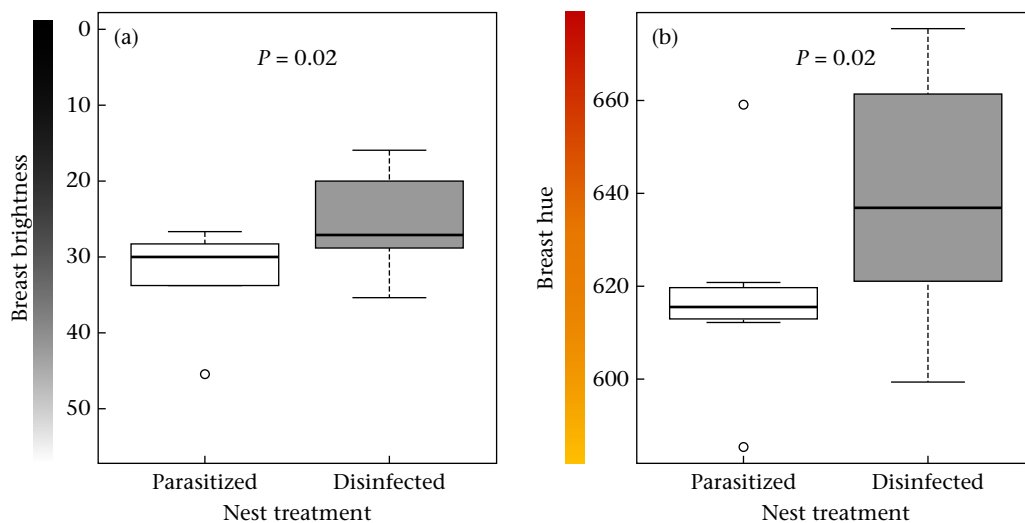 (a)
P = 0.02
Breast brightness
0
10
20
30
40
50
Parasitized Disinfected
Nest treatment
(b)
P = 0.02
Breast hue
660
640
620
600
Parasitized Disinfected
Nest treatment